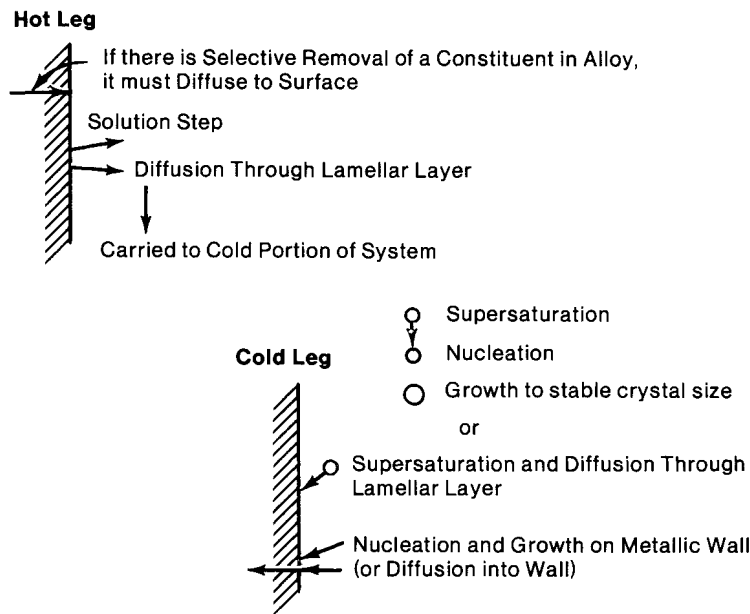 Hot Leg
If there is Selective Removal of a Constituent in Alloy,
it must Diffuse to Surface
Solution Step
Diffusion Through Lamellar Layer
Carried to Cold Portion of System
Supersaturation
Cold Leg
Nucleation
Growth to stable crystal size
or
Supersaturation and Diffusion Through
Lamellar Layer
Nucleation and Growth on Metallic Wall
(or Diffusion into Wall)